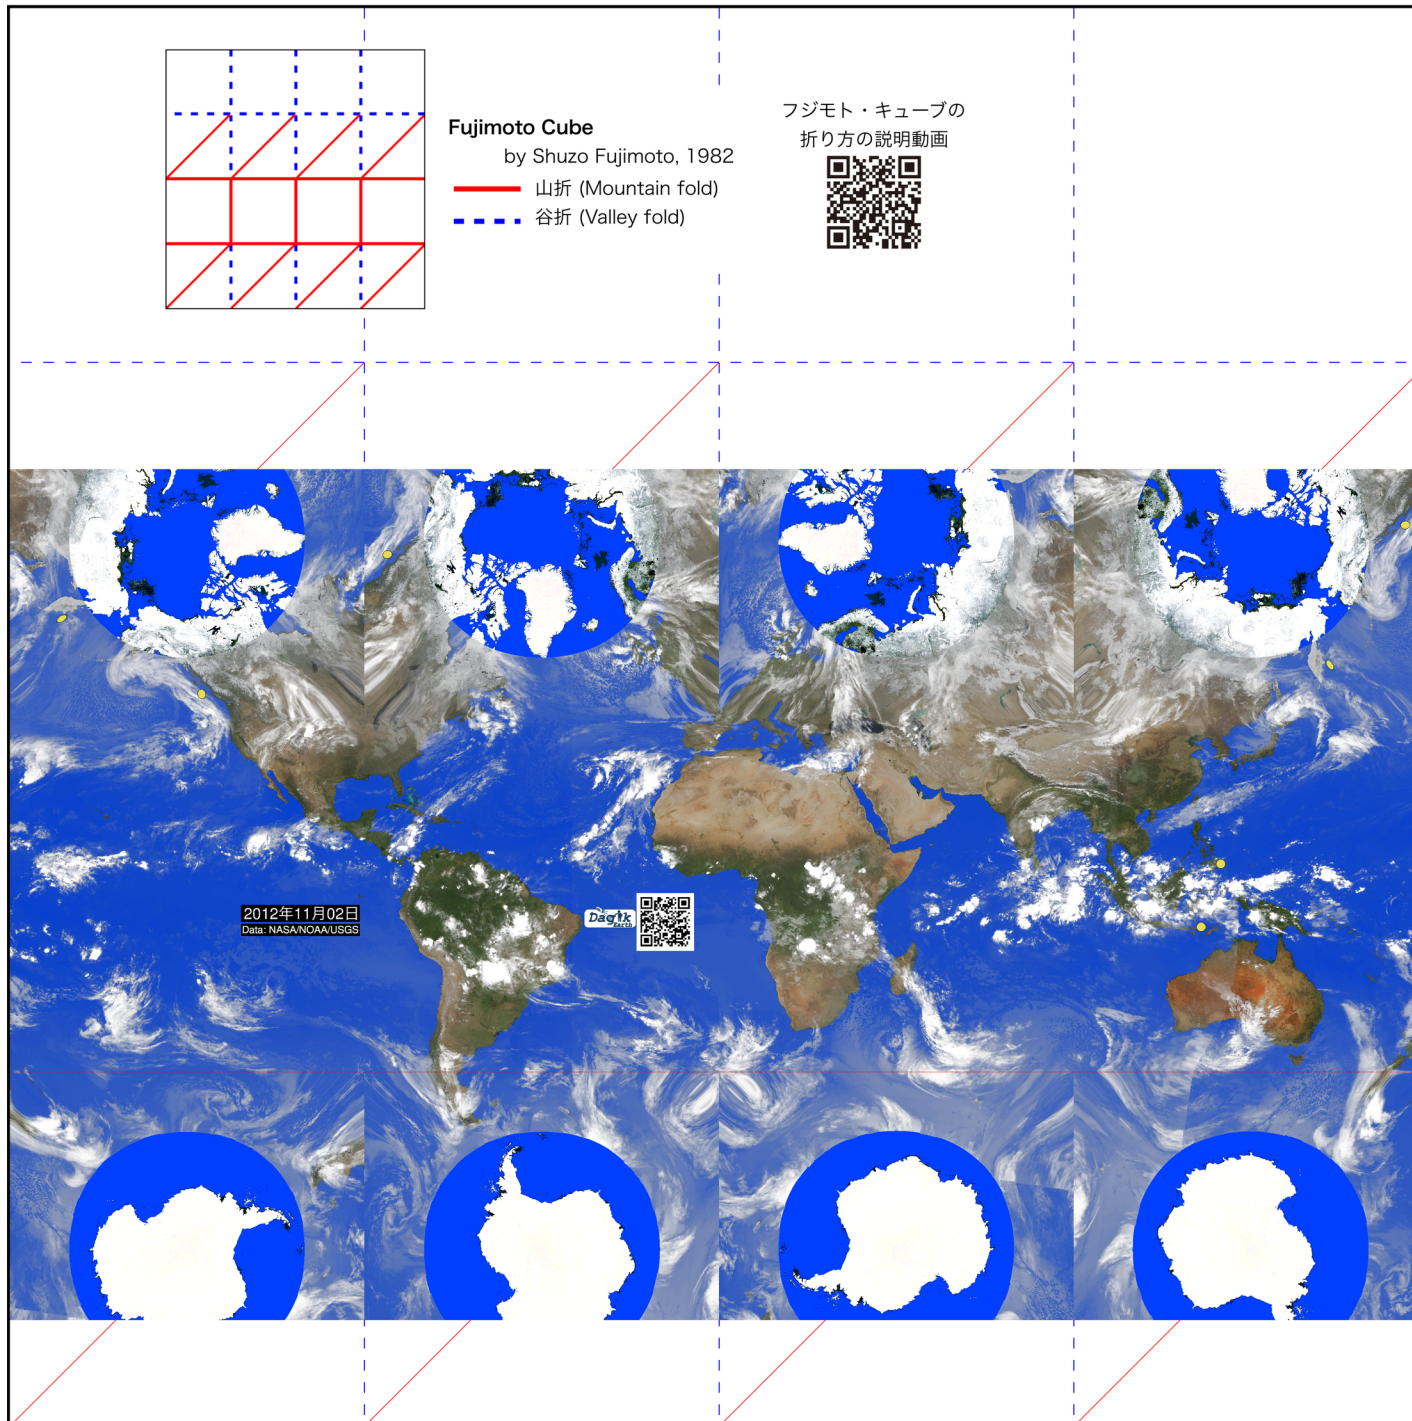 Fujimoto Cube
by Shuzo Fujimoto, 1982
山折 (Mountain fold)
谷折 (Valley fold)
フジモト・キューブの
折り方の説明動画
2012年11月02日
Data: NASA/NOAA/USGS
Dagik
Earth